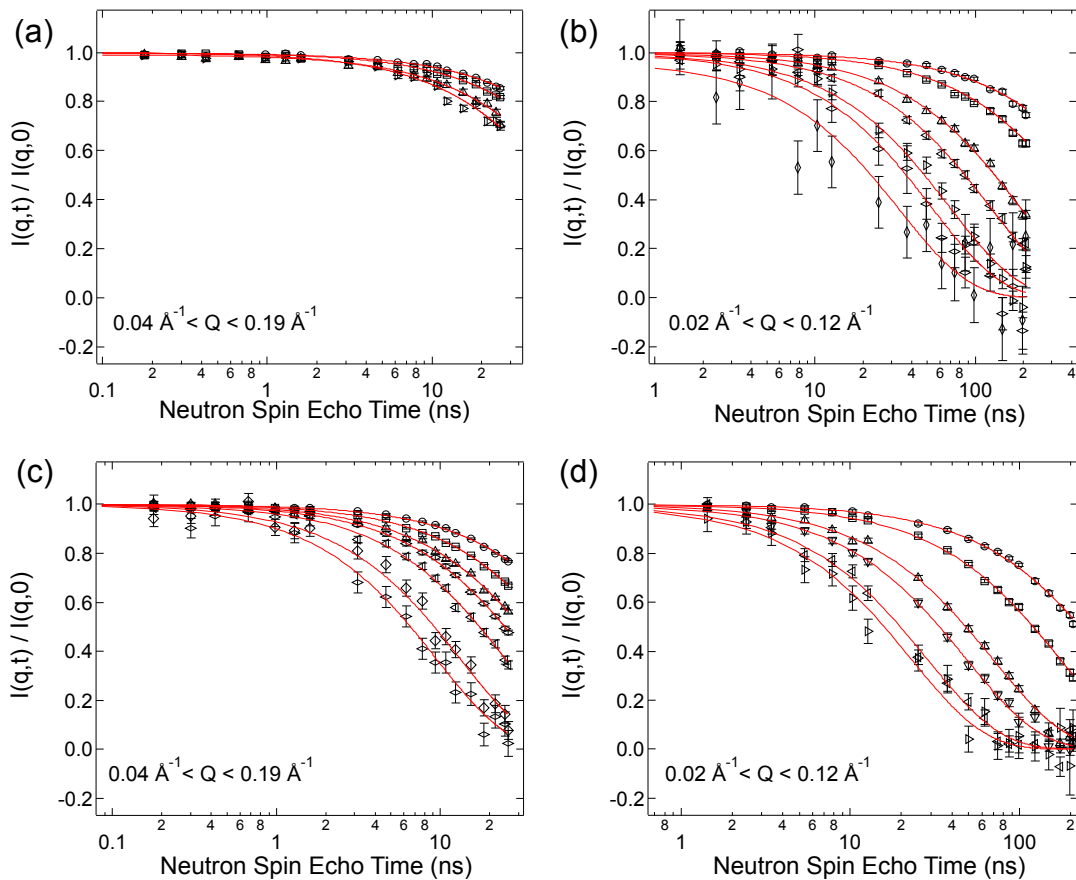 (a)
I(q,t) / I(q,0)
1.0
0.8
0.6
0.4
0.2
0.0
-0.2
0.04 Å-1 < Q < 0.19 Å-1
0.1 2 4 6 8 1 2 4 6 8 10 2
Neutron Spin Echo Time (ns)
(b)
I(q,t) / I(q,0)
1.0
0.8
0.6
0.4
0.2
0.0
-0.2
0.02 Å-1 < Q < 0.12 Å-1
1 2 4 6 8 10 2 4 6 8 100 2 4
Neutron Spin Echo Time (ns)
(c)
I(q,t) / I(q,0)
1.0
0.8
0.6
0.4
0.2
0.0
-0.2
0.04 Å-1 < Q < 0.19 Å-1
8 0.1 2 4 6 8 1 2 4 6 8 10 2
Neutron Spin Echo Time (ns)
(d)
I(q,t) / I(q,0)
1.0
0.8
0.6
0.4
0.2
0.0
-0.2
0.02 Å-1 < Q < 0.12 Å-1
8 1 2 4 6 8 10 2 4 6 8 100 2
Neutron Spin Echo Time (ns)